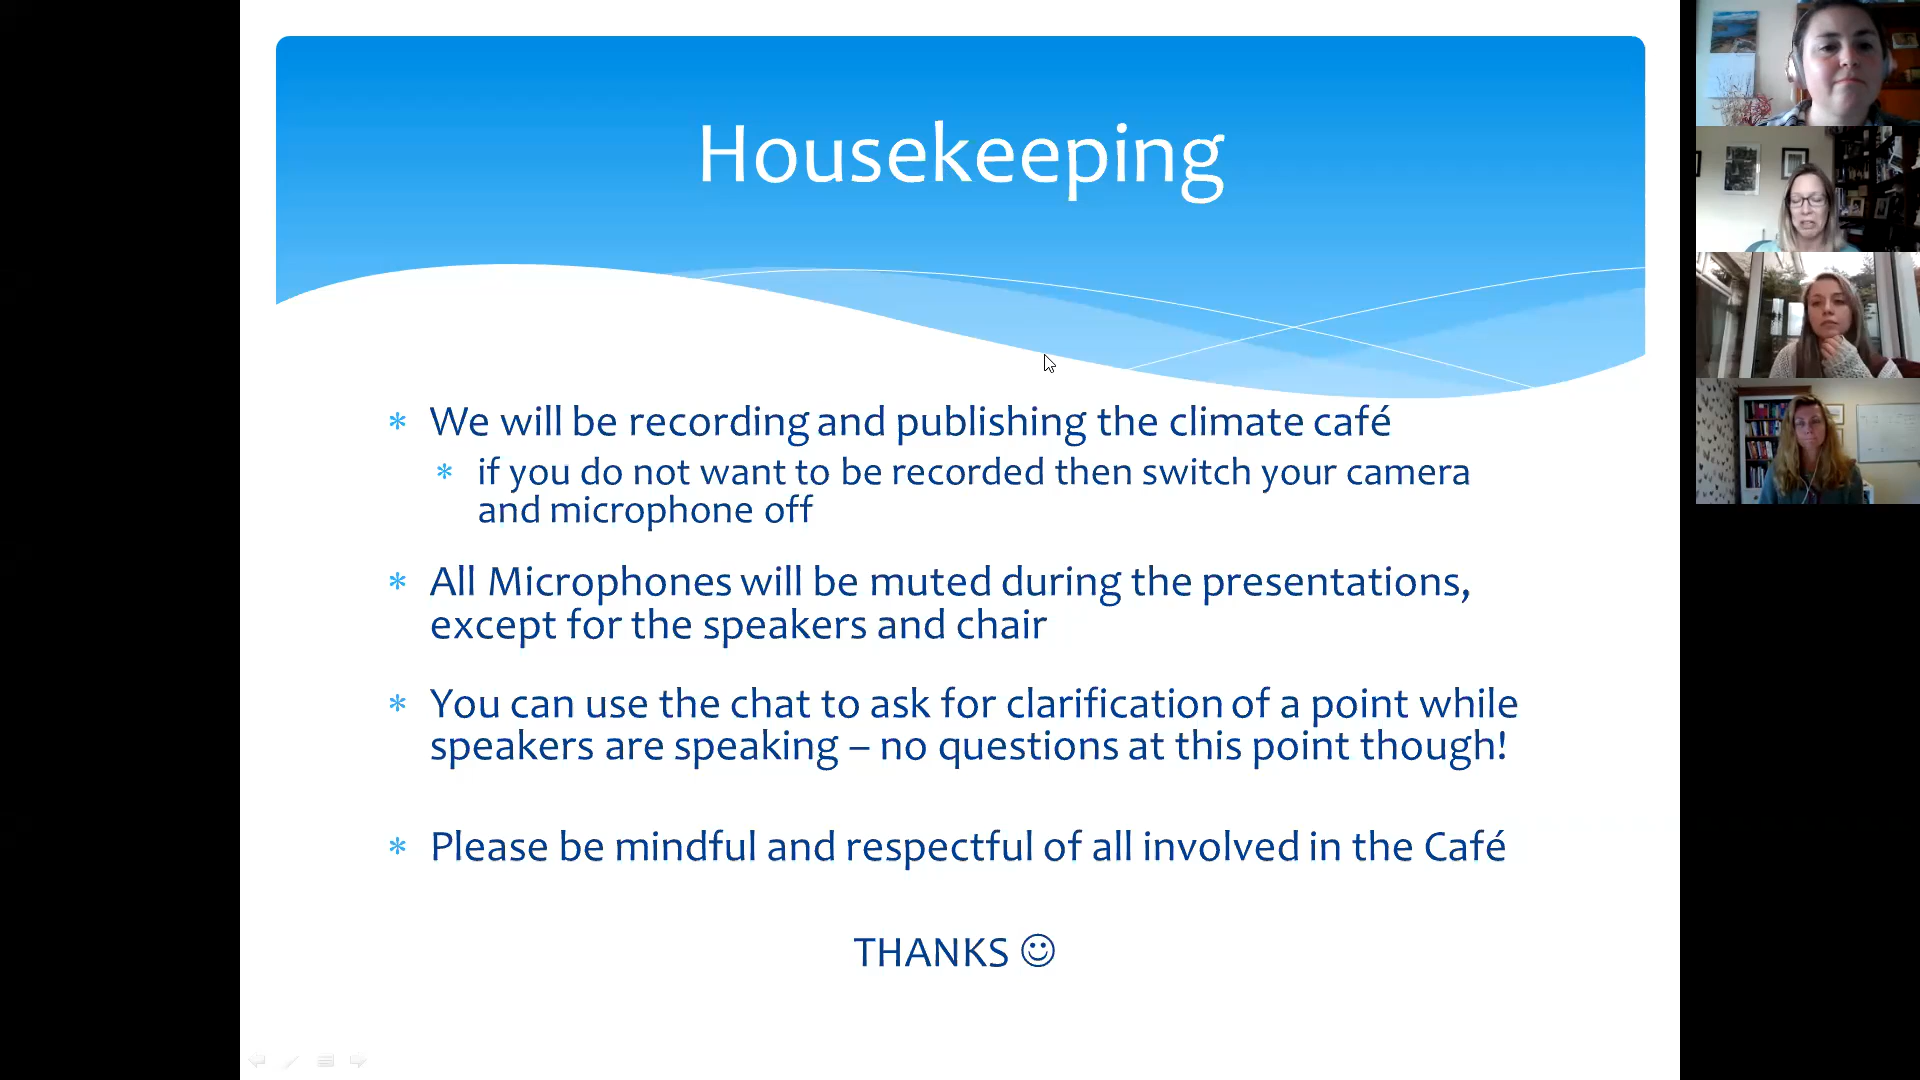 Housekeeping
* We will be recording and publishing the climate café
* if you do not want to be recorded then switch your camera
and microphone off
* All Microphones will be muted during the presentations,
except for the speakers and chair
* You can use the chat to ask for clarification of a point while
speakers are speaking – no questions at this point though!
* Please be mindful and respectful of all involved in the Café
THANKS ☺